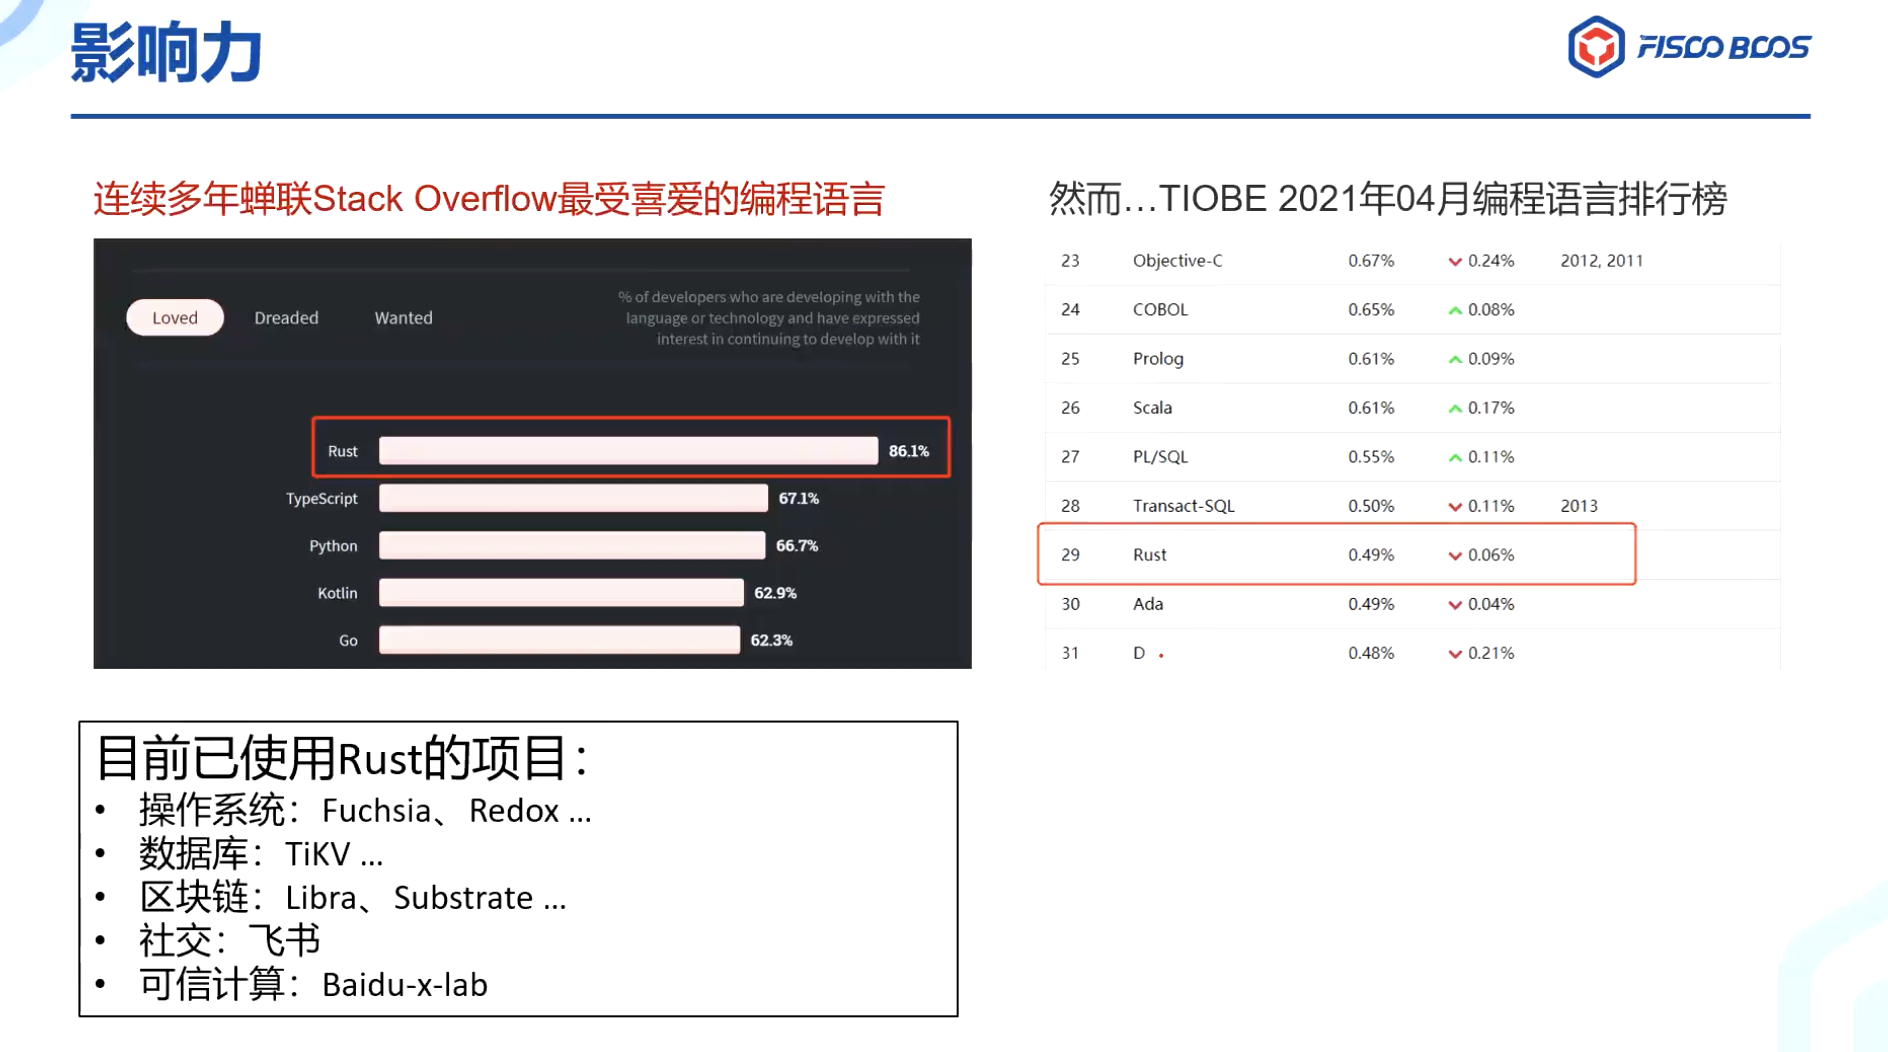 影响力
FISCO BCOS
连续多年蝉联Stack Overflow最受喜爱的编程语言
Loved Dreaded Wanted
% of developers who are developing with the
language or technology and have expressed
interest in continuing to develop with it
Rust 86.1%
TypeScript 67.1%
Python 66.7%
Kotlin 62.9%
Go 62.3%
然而…TIOBE 2021年04月编程语言排行榜
23 Objective-C 0.67% 0.24% 2012, 2011
24 COBOL 0.65% 0.08%
25 Prolog 0.61% 0.09%
26 Scala 0.61% 0.17%
27 PL/SQL 0.55% 0.11%
28 Transact-SQL 0.50% 0.11% 2013
29 Rust 0.49% 0.06%
30 Ada 0.49% 0.04%
31 D 0.48% 0.21%
目前已使用Rust的项目：
• 操作系统：Fuchsia、Redox ...
• 数据库：TiKV ...
• 区块链：Libra、Substrate ...
• 社交：飞书
• 可信计算：Baidu-x-lab